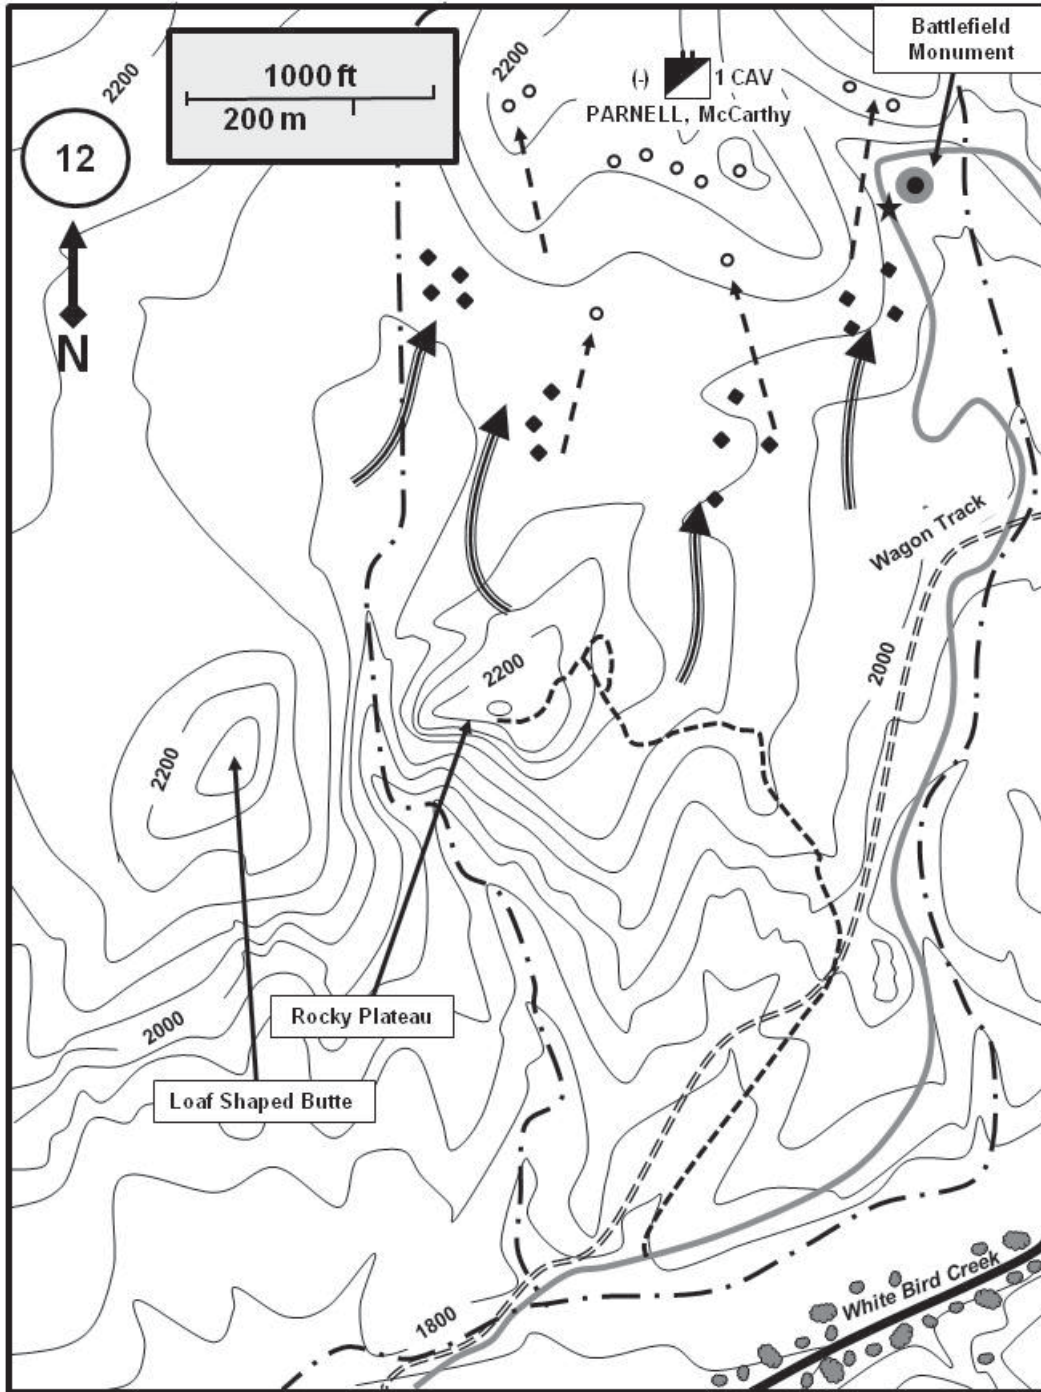 Battlefield
Monument
2200
1000 ft
200 m
2200
(-) 1 CAV
PARNELL, McCarthy
12
N
Wagon Track
2000
2200
2200
Rocky Plateau
2000
Loaf Shaped Butte
White Bird Creek
1800